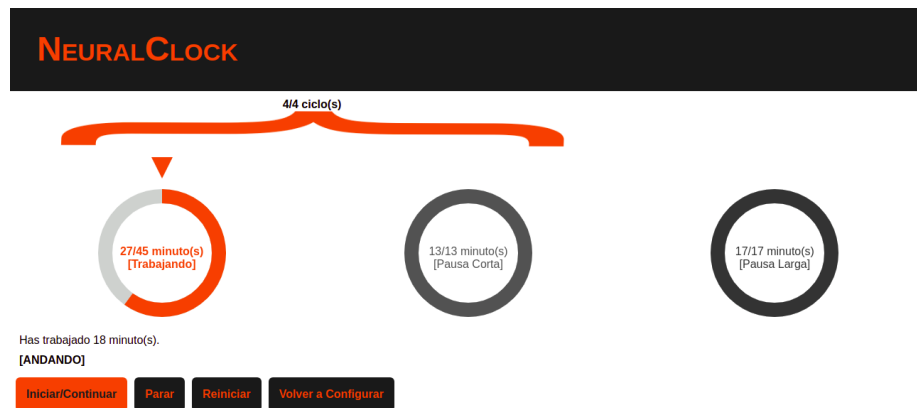 NEURALCLOCK
4/4 ciclo(s)
27/45 minuto(s)
[Trabajando]
13/13 minuto(s)
[Pausa Corta]
17/17 minuto(s)
[Pausa Larga]
Has trabajado 18 minuto(s).
[ANDANDO]
Iniciar/Continuar Parar Reiniciar Volver a Configurar